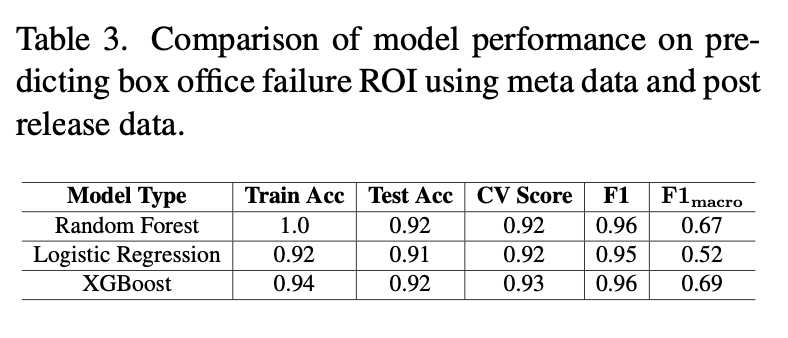 Table 3. Comparison of model performance on pre-
dicting box office failure ROI using meta data and post
release data.
Model Type Train Acc Test Acc CV Score F1 F1macro
Random Forest 1.0 0.92 0.92 0.96 0.67
Logistic Regression 0.92 0.91 0.92 0.95 0.52
XGBoost 0.94 0.92 0.93 0.96 0.69